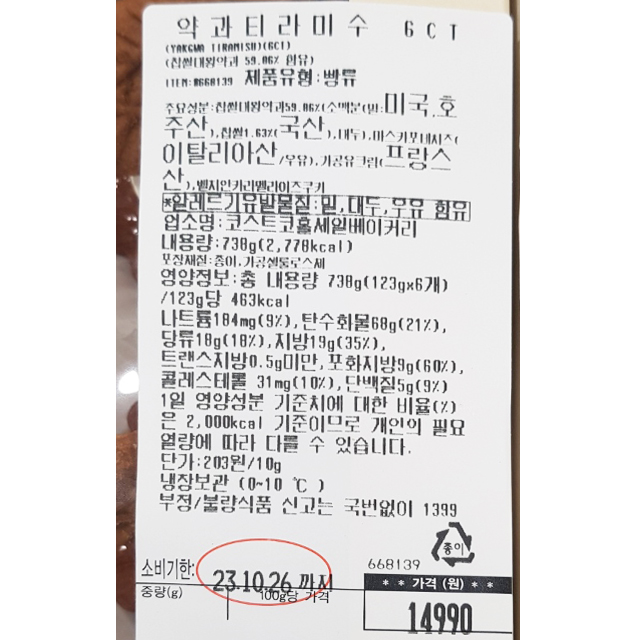 약과티라미수 6CT
(YAKGWA TIRAMISU)(6CT)
(찹쌀대왕약과 59.06% 함유)
ITEM:#668139 제품유형:빵류
주요성분:찹쌀대왕약과59.06%(소맥분(밀:미국,호
주산),찹쌀1.63%(국산),대두),마스카포네치즈(
이탈리아산/우유),가공유크림(프랑스
산),벨지안카라멜라이즈쿠키
*알레르기유발물질:밀,대두,우유 함유
업소명:코스트코홀세일베이커리
내용량:738g(2,778kcal)
포장재질:종이,가공셀룰로스제
영양정보:총 내용량 738g(123gx6개)
/123g당 463kcal
나트륨184mg(9%),탄수화물68g(21%),
당류18g(18%),지방19g(35%),
트랜스지방0.5g미만,포화지방9g(60%),
콜레스테롤 31mg(10%),단백질5g(9%)
1일 영양성분 기준치에 대한 비율(%)
은 2,000kcal 기준이므로 개인의 필요
열량에 따라 다를 수 있습니다.
단가:203원/10g
냉장보관 (0~10 ℃ )
부정/불량식품 신고는 국번없이 1399
종이
소비기한: 23.10.26 까지
668139
중량(g) 100g당 가격
* * 가격 (원) * *
14990